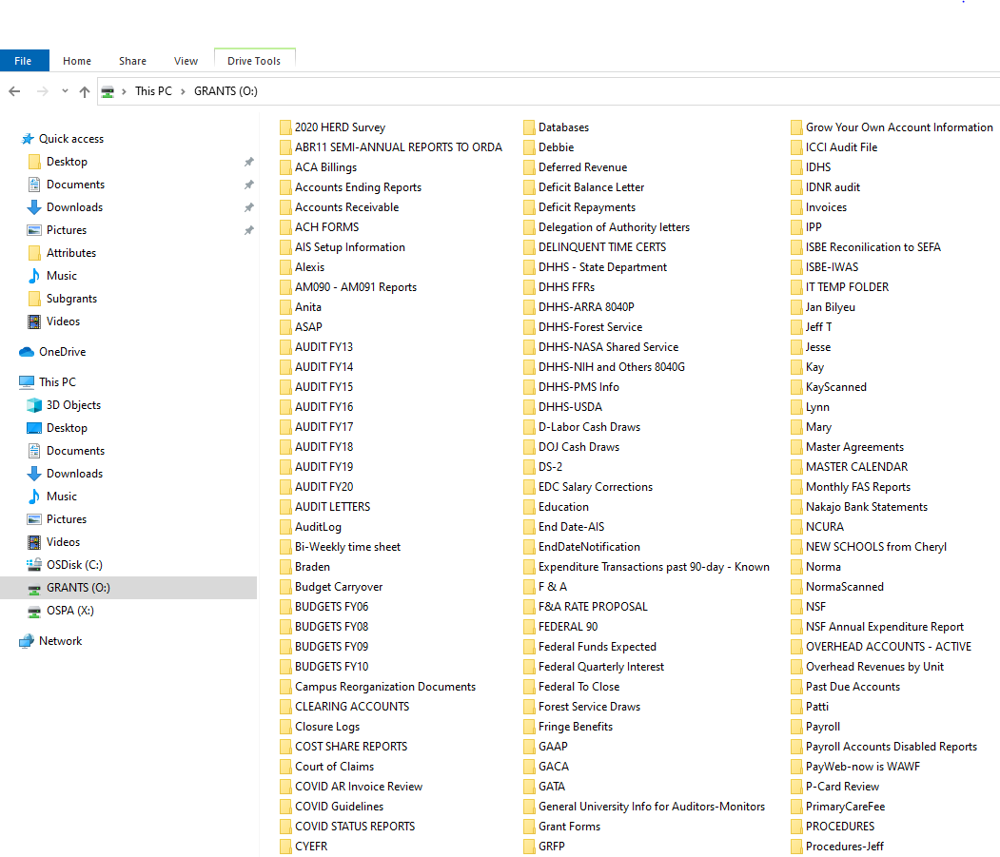 File
Home
Share
View
Drive Tools
This PC
GRANTS (O:)
Quick access
Desktop
Documents
Downloads
Pictures
Attributes
Music
Subgrants
Videos
OneDrive
This PC
3D Objects
Desktop
Documents
Downloads
Music
Pictures
Videos
OSDisk (C:)
GRANTS (O:)
OSPA (X:)
Network
2020 HERD Survey
ABR11 SEMI-ANNUAL REPORTS TO ORDA
ACA Billings
Accounts Ending Reports
Accounts Receivable
ACH FORMS
AIS Setup Information
Alexis
AM090 - AM091 Reports
Anita
ASAP
AUDIT FY13
AUDIT FY14
AUDIT FY15
AUDIT FY16
AUDIT FY17
AUDIT FY18
AUDIT FY19
AUDIT FY20
AUDIT LETTERS
AuditLog
Bi-Weekly time sheet
Braden
Budget Carryover
BUDGETS FY06
BUDGETS FY08
BUDGETS FY09
BUDGETS FY10
Campus Reorganization Documents
CLEARING ACCOUNTS
Closure Logs
COST SHARE REPORTS
Court of Claims
COVID AR Invoice Review
COVID Guidelines
COVID STATUS REPORTS
CYEFR
Databases
Debbie
Deferred Revenue
Deficit Balance Letter
Deficit Repayments
Delegation of Authority letters
DELINQUENT TIME CERTS
DHHS - State Department
DHHS FFRs
DHHS-ARRA 8040P
DHHS-Forest Service
DHHS-NASA Shared Service
DHHS-NIH and Others 8040G
DHHS-PMS Info
DHHS-USDA
D-Labor Cash Draws
DOJ Cash Draws
DS-2
EDC Salary Corrections
Education
End Date-AIS
EndDateNotification
Expenditure Transactions past 90-day - Known
F & A
F&A RATE PROPOSAL
FEDERAL 90
Federal Funds Expected
Federal Quarterly Interest
Federal To Close
Forest Service Draws
Fringe Benefits
GAAP
GACA
GATA
General University Info for Auditors-Monitors
Grant Forms
GRFP
Grow Your Own Account Information
ICCI Audit File
IDHS
IDNR audit
Invoices
IPP
ISBE Reconilication to SEFA
ISBE-IWAS
IT TEMP FOLDER
Jan Bilyeu
Jeff T
Jesse
Kay
KayScanned
Lynn
Mary
Master Agreements
MASTER CALENDAR
Monthly FAS Reports
Nakajo Bank Statements
NCURA
NEW SCHOOLS from Cheryl
Norma
NormaScanned
NSF
NSF Annual Expenditure Report
OVERHEAD ACCOUNTS - ACTIVE
Overhead Revenues by Unit
Past Due Accounts
Patti
Payroll
Payroll Accounts Disabled Reports
PayWeb-now is WAWF
P-Card Review
PrimaryCareFee
PROCEDURES
Procedures-Jeff